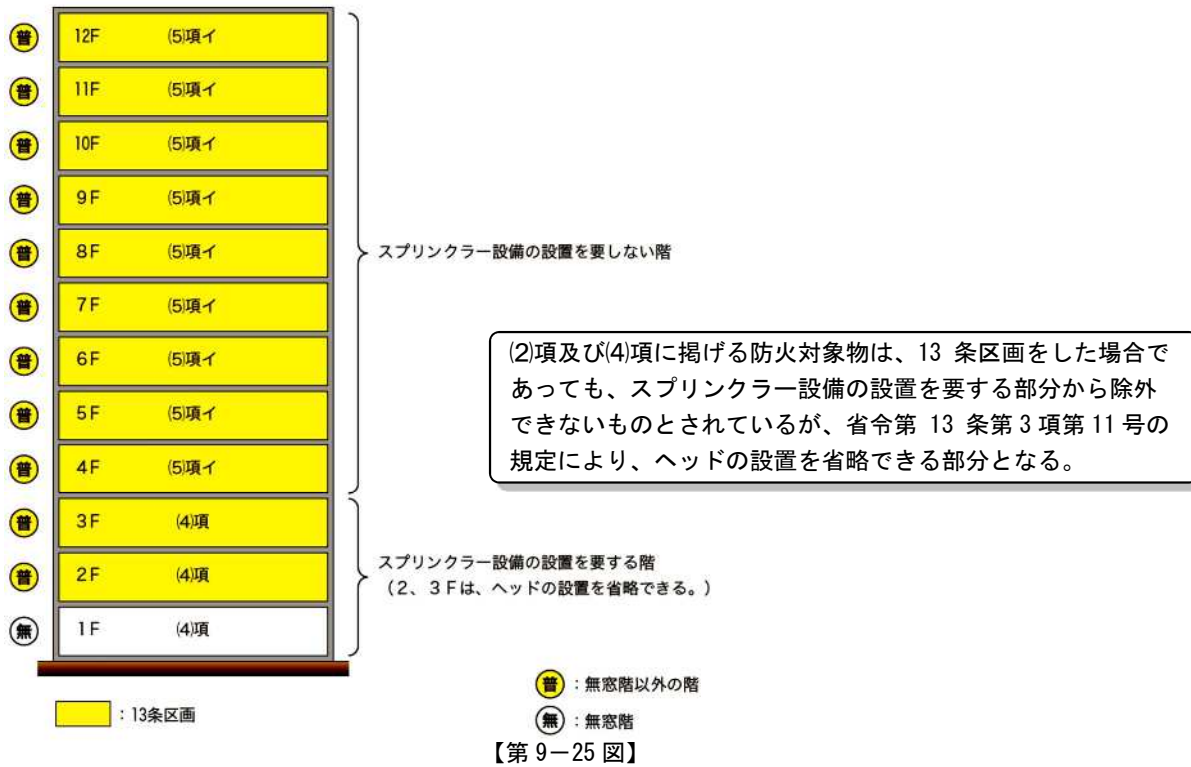 普 12F ⑸項イ
普 11F ⑸項イ
普 10F ⑸項イ
普 9F ⑸項イ
普 8F ⑸項イ
普 7F ⑸項イ
普 6F ⑸項イ
普 5F ⑸項イ
普 4F ⑸項イ
スプリンクラー設備の設置を要しない階
⑵項及び⑷項に掲げる防火対象物は、13 条区画をした場合で
あっても、スプリンクラー設備の設置を要する部分から除外
できないものとされているが、省令第 13 条第3項第11号の
規定により、ヘッドの設置を省略できる部分となる。
普 3F ⑷項
普 2F ⑷項
無 1F ⑷項
スプリンクラー設備の設置を要する階
(2、3Fは、ヘッドの設置を省略できる。)
:13条区画
普 :無窓階以外の階
無 :無窓階
【第9－25図】